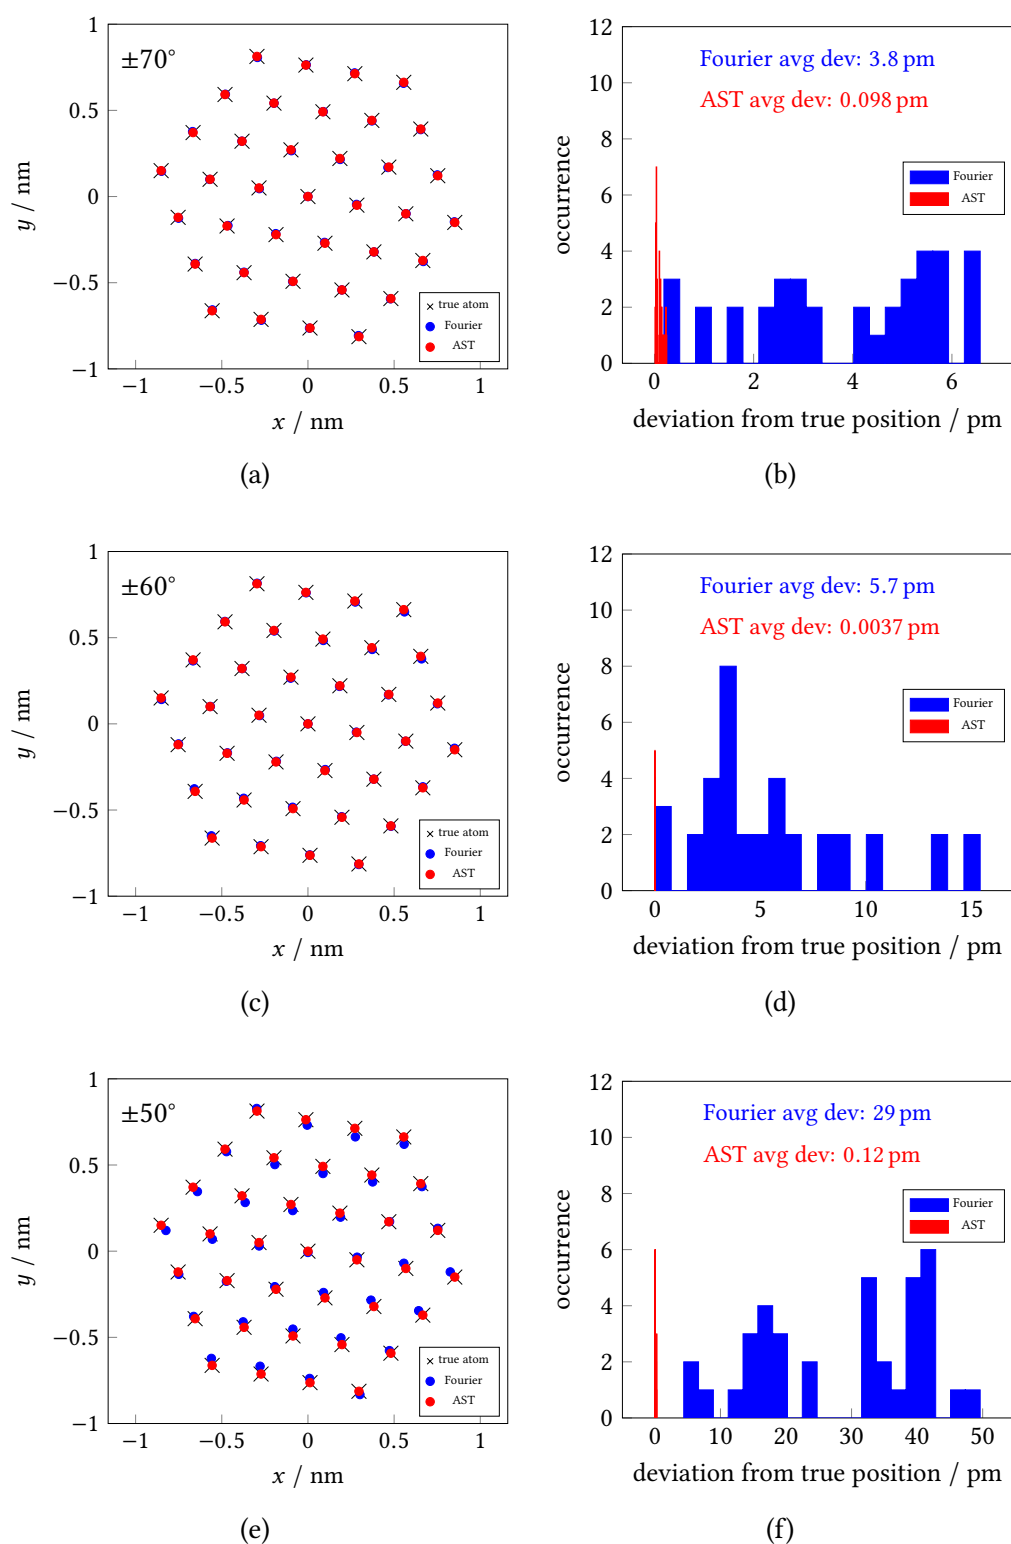 ±70°
1
0.5
0
−0.5
−1
y / nm
−1
−0.5
0
0.5
1
x / nm
true atom
Fourier
AST
(a)
12
10
8
6
4
2
0
occurrence
Fourier avg dev: 3.8 pm
AST avg dev: 0.098 pm
Fourier
AST
0
2
4
6
deviation from true position / pm
(b)
±60°
1
0.5
0
−0.5
−1
y / nm
−1
−0.5
0
0.5
1
x / nm
true atom
Fourier
AST
(c)
12
10
8
6
4
2
0
occurrence
Fourier avg dev: 5.7 pm
AST avg dev: 0.0037 pm
Fourier
AST
0
5
10
15
deviation from true position / pm
(d)
±50°
1
0.5
0
−0.5
−1
y / nm
−1
−0.5
0
0.5
1
x / nm
true atom
Fourier
AST
(e)
12
10
8
6
4
2
0
occurrence
Fourier avg dev: 29 pm
AST avg dev: 0.12 pm
Fourier
AST
0
10
20
30
40
50
deviation from true position / pm
(f)